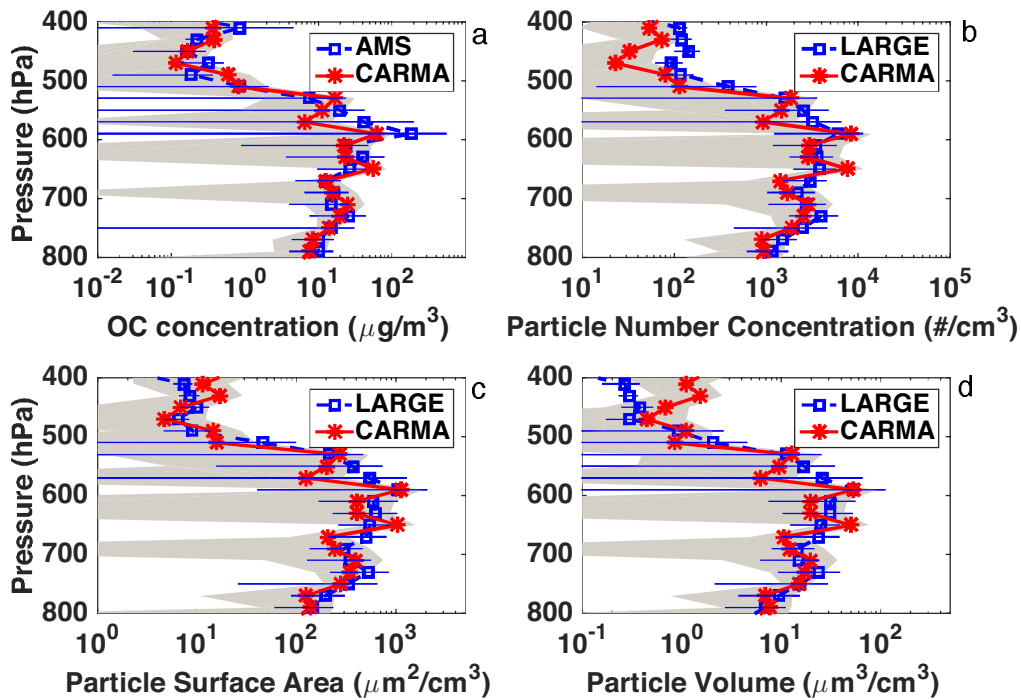 400
500
600
700
800
Pressure (hPa)
a
AMS
CARMA
10^-2 10^-1 10^0 10^1 10^2
OC concentration (μg/m^3)
400
500
600
700
800
b
LARGE
CARMA
10^1 10^2 10^3 10^4 10^5
Particle Number Concentration (#/cm^3)
400
500
600
700
800
Pressure (hPa)
c
LARGE
CARMA
10^0 10^1 10^2 10^3
Particle Surface Area (μm^2/cm^3)
400
500
600
700
800
d
LARGE
CARMA
10^-1 10^0 10^1 10^2
Particle Volume (μm^3/cm^3)